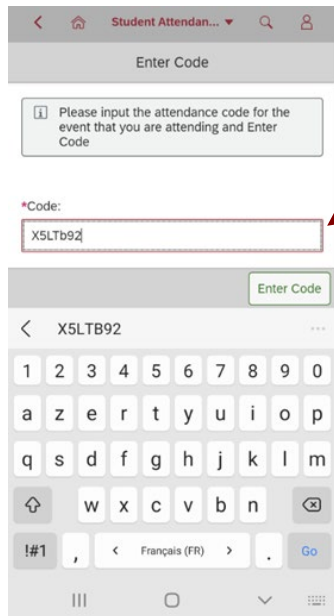 Student Attendan...
Enter Code
i Please input the attendance code for the
event that you are attending and Enter
Code
*Code:
X5LTb92
Enter Code
X5LTB92
1 2 3 4 5 6 7 8 9 0
a z e r t y u i o p
q s d f g h j k l m
w x c v b n
!#1 , Français (FR) . Go